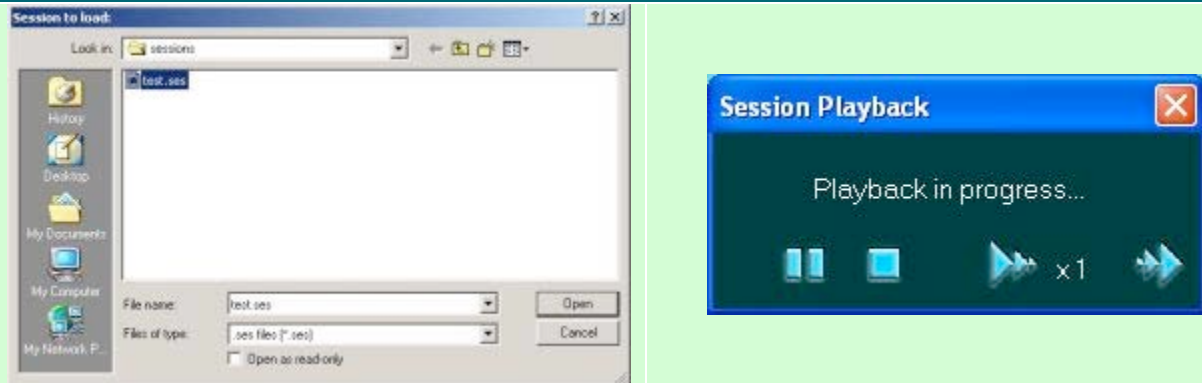 Session to load:
Look in:
sessions
test.ses
History
Desktop
My Documents
My Computer
My Network P...
File name:
test.ses
Open
Files of type:
.ses files (*.ses)
Cancel
Open as read-only
Session Playback
Playback in progress...
x1